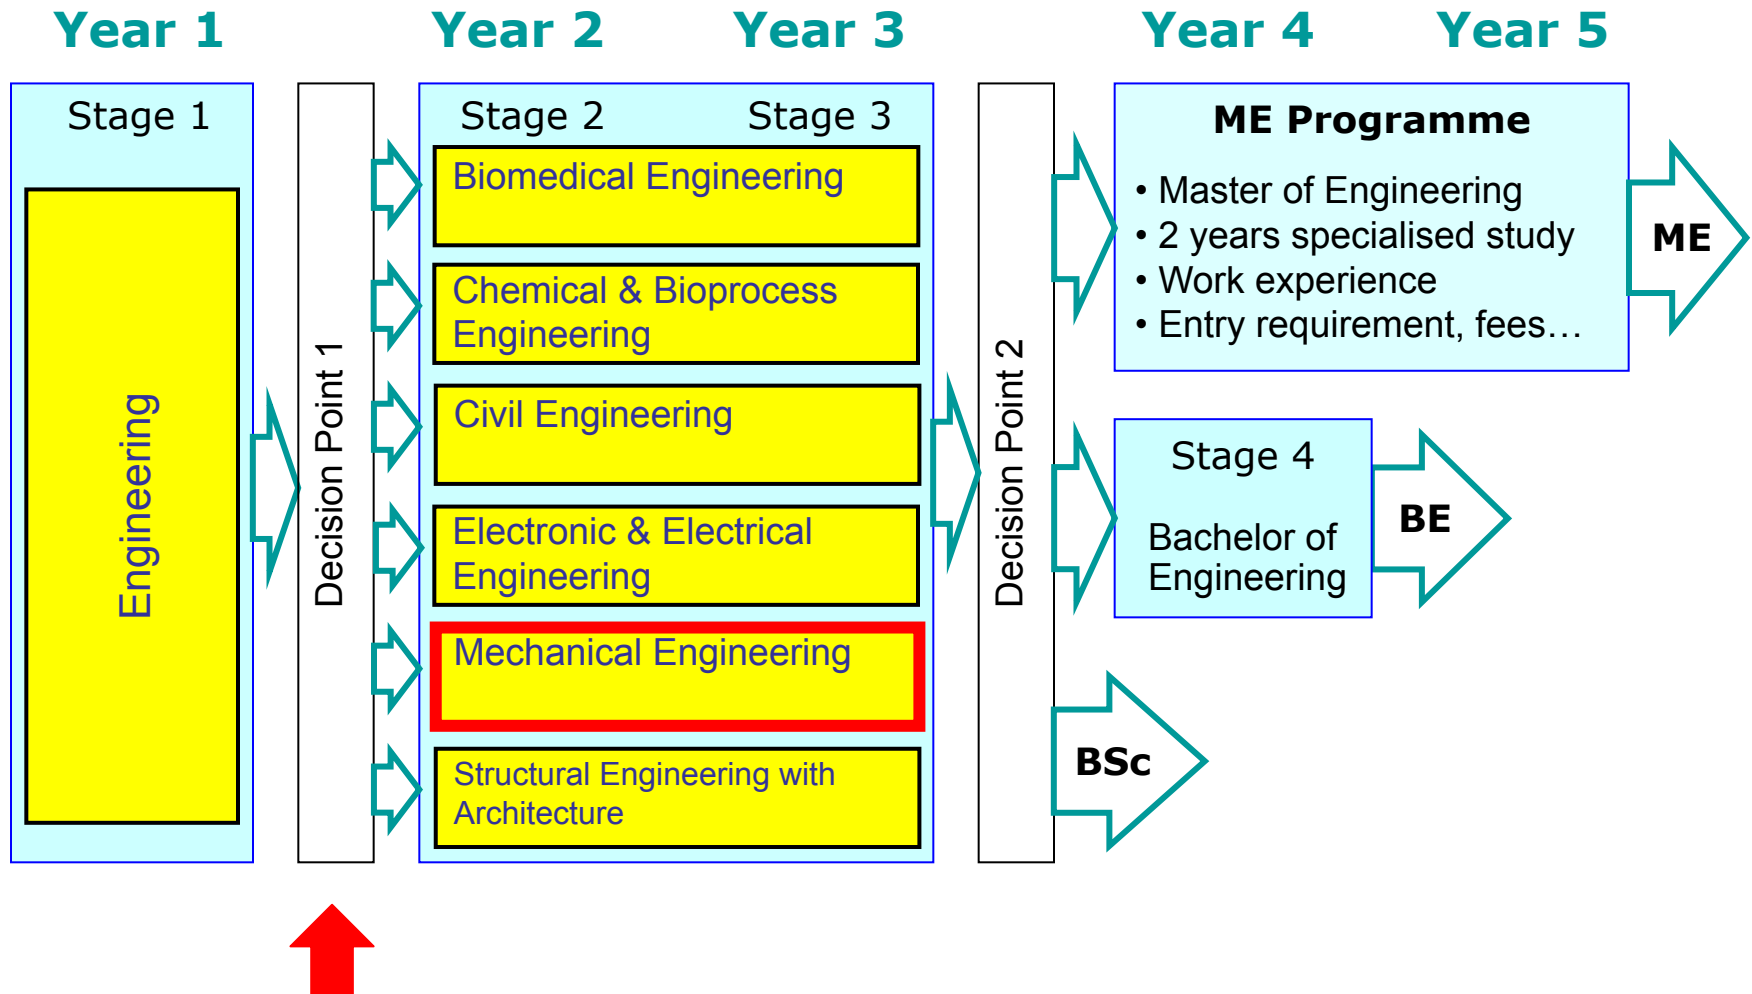 Year 1
Year 2
Year 3
Year 4
Year 5
Stage 1
Engineering
Decision Point 1
Stage 2
Stage 3
Biomedical Engineering
Chemical & Bioprocess
Engineering
Civil Engineering
Electronic & Electrical
Engineering
Mechanical Engineering
Structural Engineering with
Architecture
Decision Point 2
ME Programme
• Master of Engineering
• 2 years specialised study
• Work experience
• Entry requirement, fees…
ME
Stage 4
Bachelor of
Engineering
BE
BSc